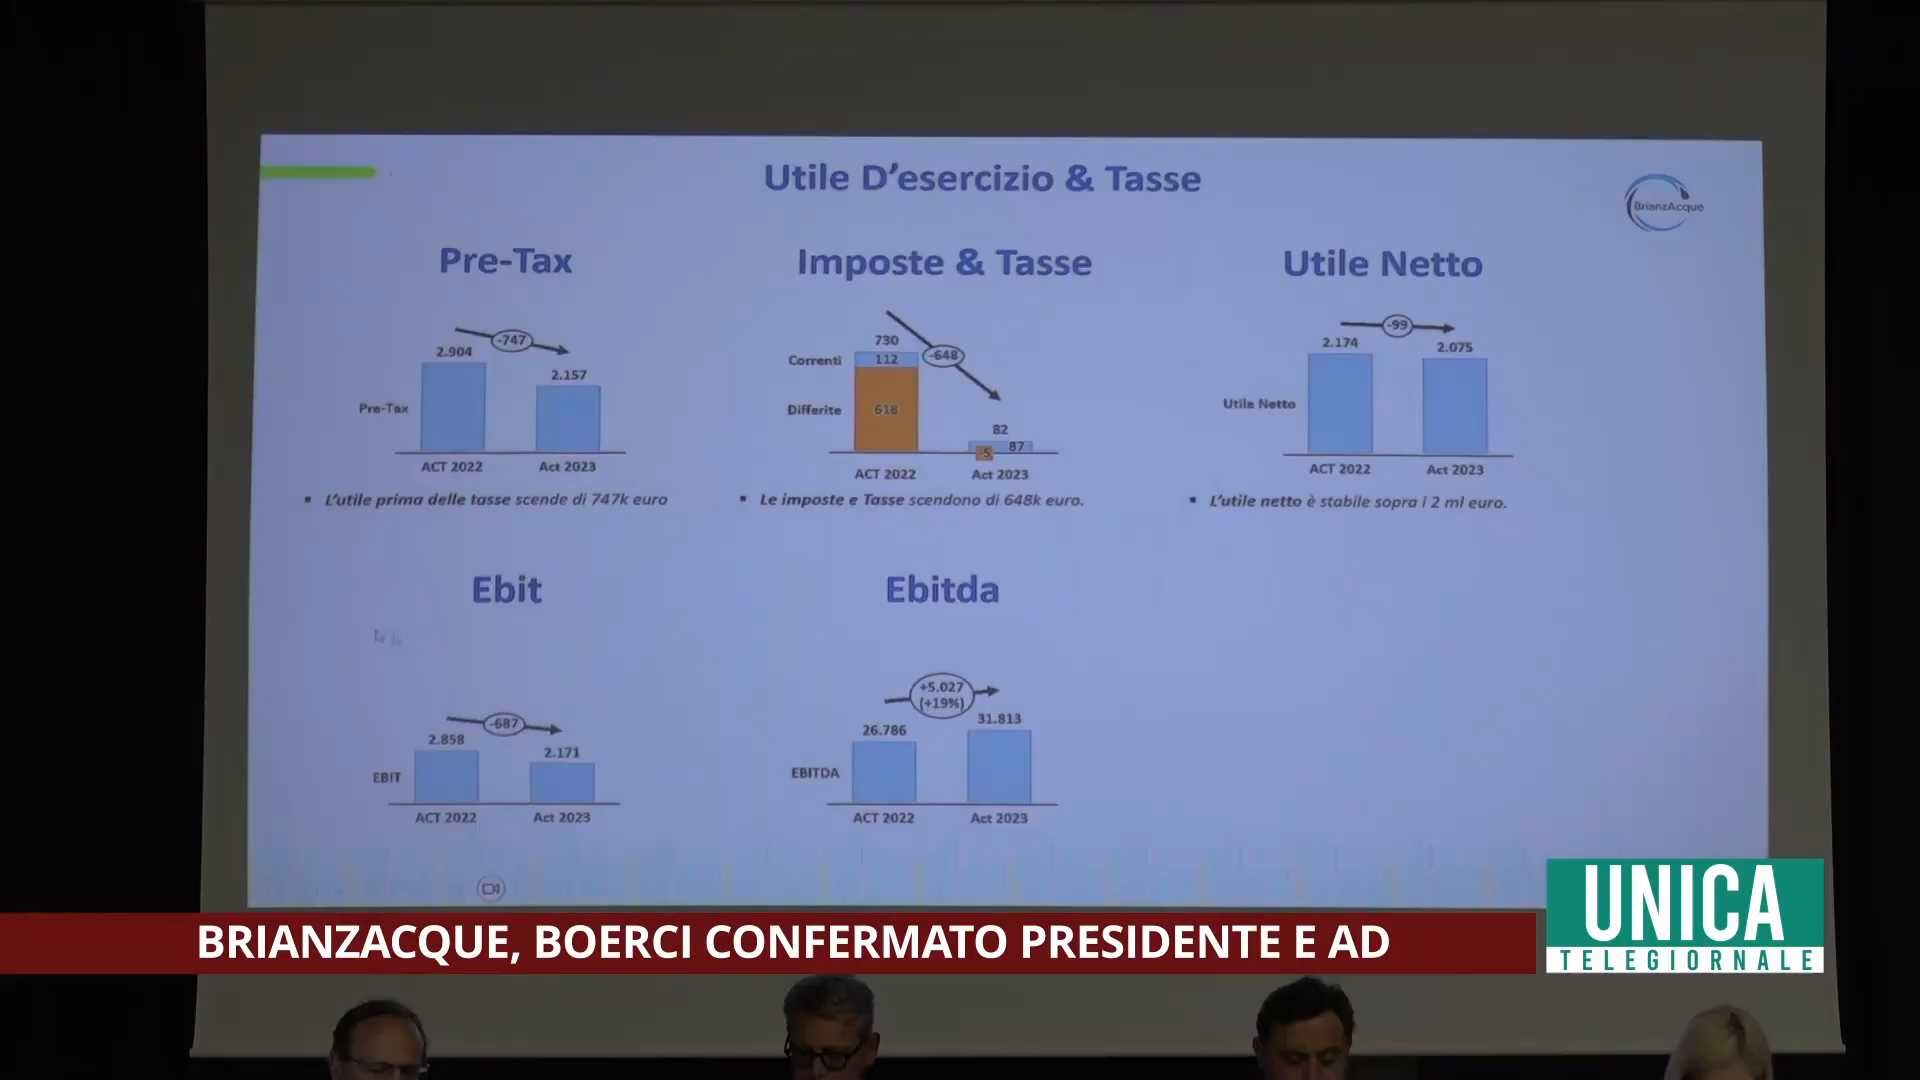 Utile D'esercizio & Tasse
BrianzAcque
Pre-Tax
-747
2.904
2.157
Pre-Tax
ACT 2022
Act 2023
▪ L'utile prima delle tasse scende di 747k euro
Imposte & Tasse
730
-648
Correnti
112
Differite
618
82
87
-5
ACT 2022
Act 2023
▪ Le imposte e Tasse scendono di 648k euro.
Utile Netto
-99
2.174
2.075
Utile Netto
ACT 2022
Act 2023
▪ L'utile netto è stabile sopra i 2 ml euro.
Ebit
-687
2.858
2.171
EBIT
ACT 2022
Act 2023
Ebitda
+5.027
(+19%)
26.786
31.813
EBITDA
ACT 2022
Act 2023
BRIANZACQUE, BOERCI CONFERMATO PRESIDENTE E AD
UNICA
TELEGIORNALE